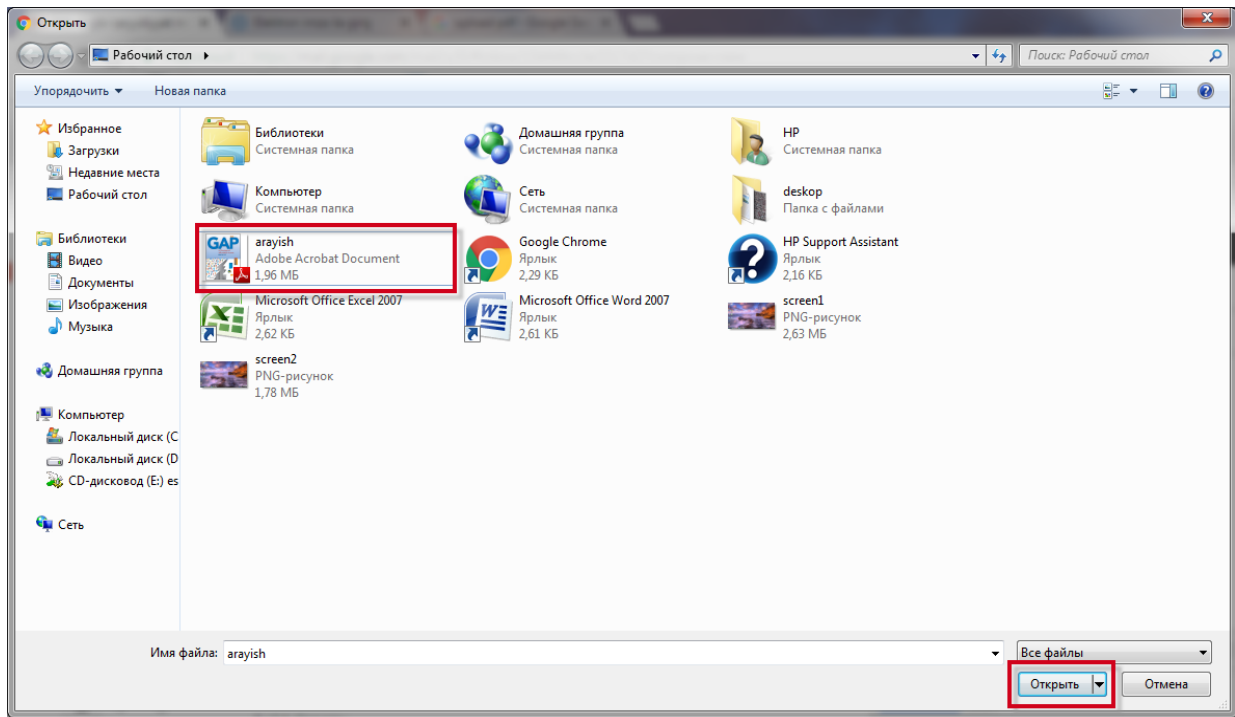 Открыть
Рабочий стол
Поиск: Рабочий стол
Упорядочить
Новая папка
Избранное
Загрузки
Недавние места
Рабочий стол
Библиотеки
Видео
Документы
Изображения
Музыка
Домашняя группа
Компьютер
Локальный диск (C
Локальный диск (D
CD-дисковод (E:) es
Сеть
Библиотеки
Системная папка
Домашняя группа
Системная папка
HP
Системная папка
Компьютер
Системная папка
Сеть
Системная папка
deskop
Папка с файлами
GAP
arayish
Adobe Acrobat Document
1,96 МБ
Google Chrome
Ярлык
2,29 КБ
HP Support Assistant
Ярлык
2,16 КБ
Microsoft Office Excel 2007
Ярлык
2,62 КБ
Microsoft Office Word 2007
Ярлык
2,61 КБ
screen1
PNG-рисунок
2,63 МБ
screen2
PNG-рисунок
1,78 МБ
Имя файла: arayish
Все файлы
Открыть
Отмена